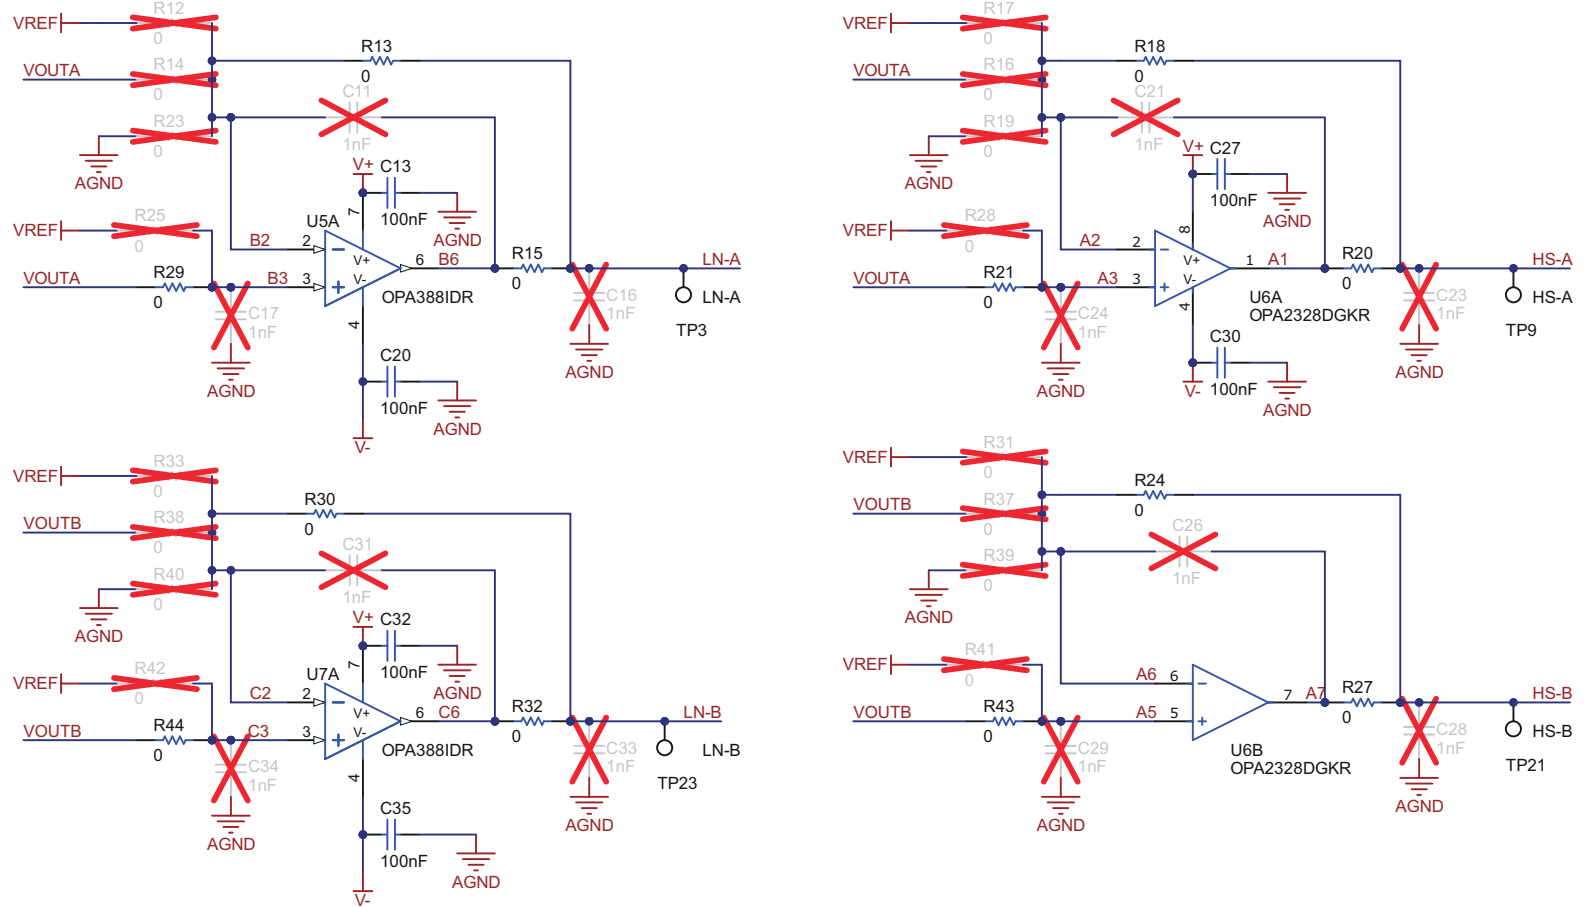 VREF
R12
0
VOUTA
R14
0
R23
0
AGND
R13
0
C11
1nF
V+
C13
100nF
AGND
VREF
R25
0
VOUTA
R29
0
C17
1nF
AGND
U5A
7
B2
2
B3
3
V+
V-
4
6
B6
OPA388IDR
R15
0
LN-A
C16
1nF
AGND
LN-A
TP3
C20
100nF
AGND
V-
VREF
R17
0
VOUTA
R16
0
R19
0
AGND
R18
0
C21
1nF
V+
C27
100nF
AGND
VREF
R28
0
VOUTA
R21
0
C24
1nF
AGND
8
A2
2
A3
3
V+
V-
4
1
A1
U6A
OPA2328DGKR
R20
0
HS-A
C23
1nF
AGND
HS-A
TP9
C30
100nF
AGND
V-
VREF
R33
0
VOUTB
R38
0
R40
0
AGND
R30
0
C31
1nF
V+
C32
100nF
AGND
VREF
R42
0
VOUTB
R44
0
C34
1nF
AGND
U7A
7
C2
2
C3
3
V+
V-
4
6
C6
OPA388IDR
R32
0
LN-B
C33
1nF
AGND
LN-B
TP23
C35
100nF
AGND
V-
VREF
R31
0
VOUTB
R37
0
R39
0
AGND
R24
0
C26
1nF
VREF
R41
0
VOUTB
R43
0
C29
1nF
AGND
A6
6
A5
5
7
A7
U6B
OPA2328DGKR
R27
0
HS-B
C28
1nF
AGND
HS-B
TP21